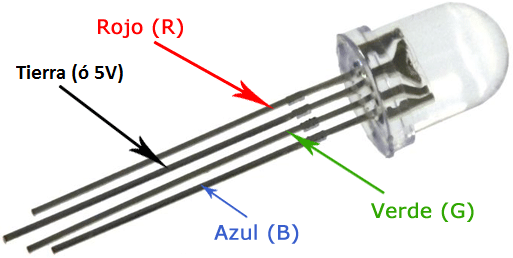 Rojo (R)
Tierra (ó 5V)
Verde (G)
Azul (B)